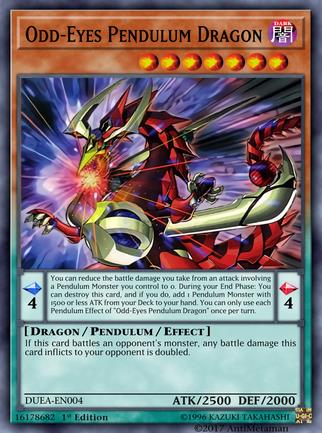 ODD-EYES PENDULUM DRAGON
DARK
闇
You can reduce the battle damage you take from an attack involving
a Pendulum Monster you control to 0. During your End Phase: You
can destroy this card, and if you do, add 1 Pendulum Monster with
1500 or less ATK from your Deck to your hand. You can only use each
Pendulum Effect of "Odd-Eyes Pendulum Dragon" once per turn.
4
4
[ DRAGON / PENDULUM / EFFECT ]
If this card battles an opponent's monster, any battle damage this
card inflicts to your opponent is doubled.
DUEA-EN004
ATK/2500 DEF/2000
16178682 1st Edition
©1996 KAZUKI TAKAHASHI
©2017 AntiMetaman